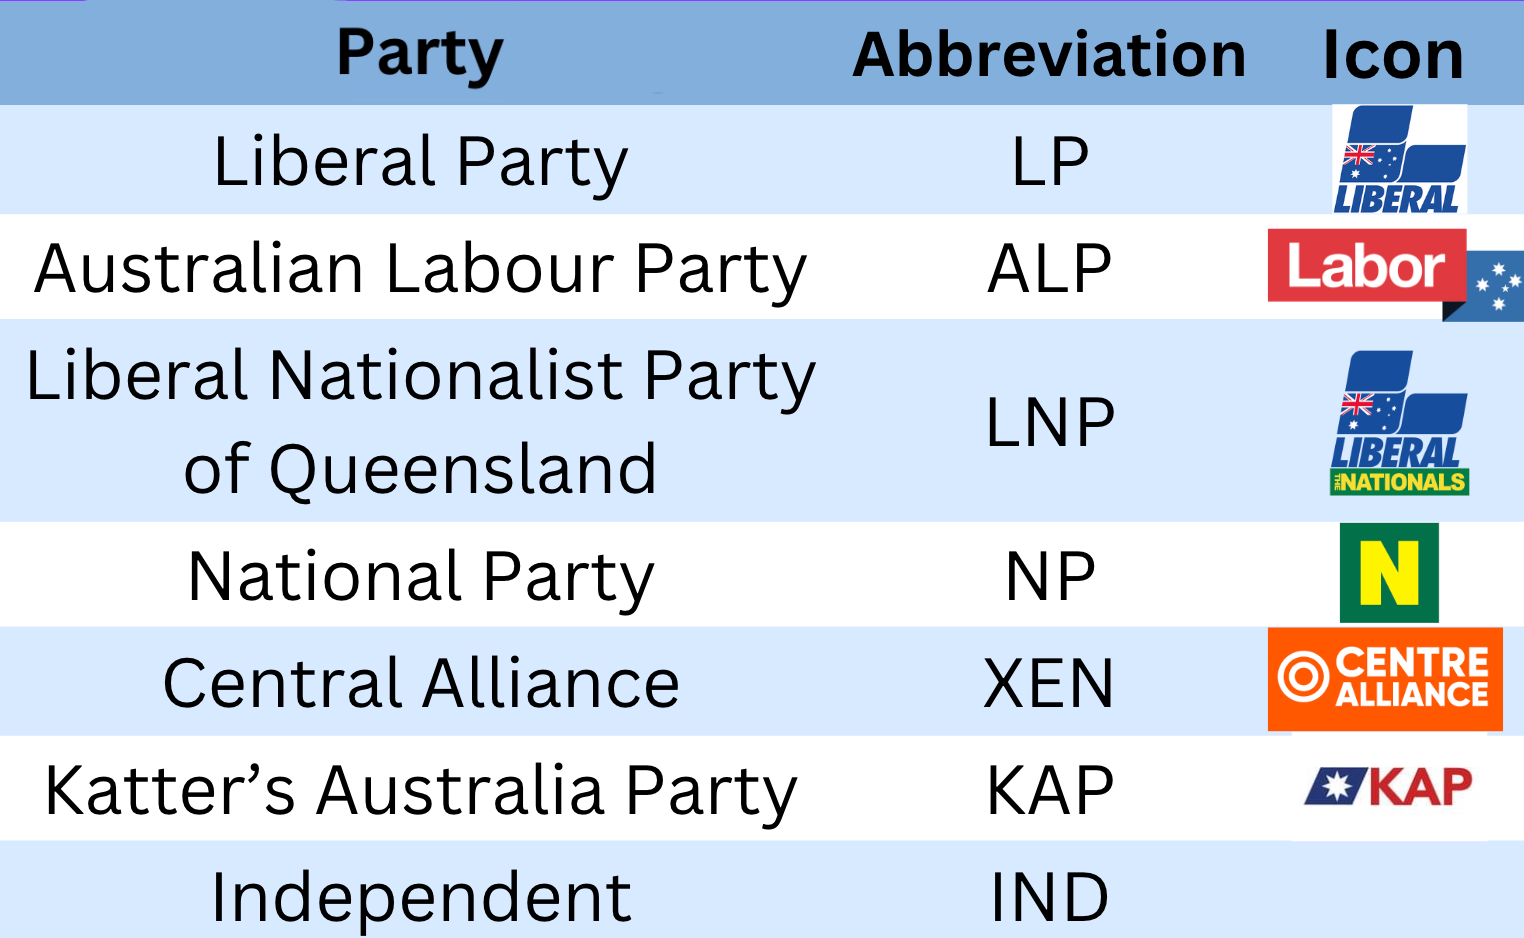 Party Abbreviation Icon
Liberal Party LP LIBERAL
Australian Labour Party ALP Labor
Liberal Nationalist Party
of Queensland LNP LIBERAL
THE NATIONALS
National Party NP N
Central Alliance XEN CENTRE
ALLIANCE
Katter’s Australia Party KAP KAP
Independent IND